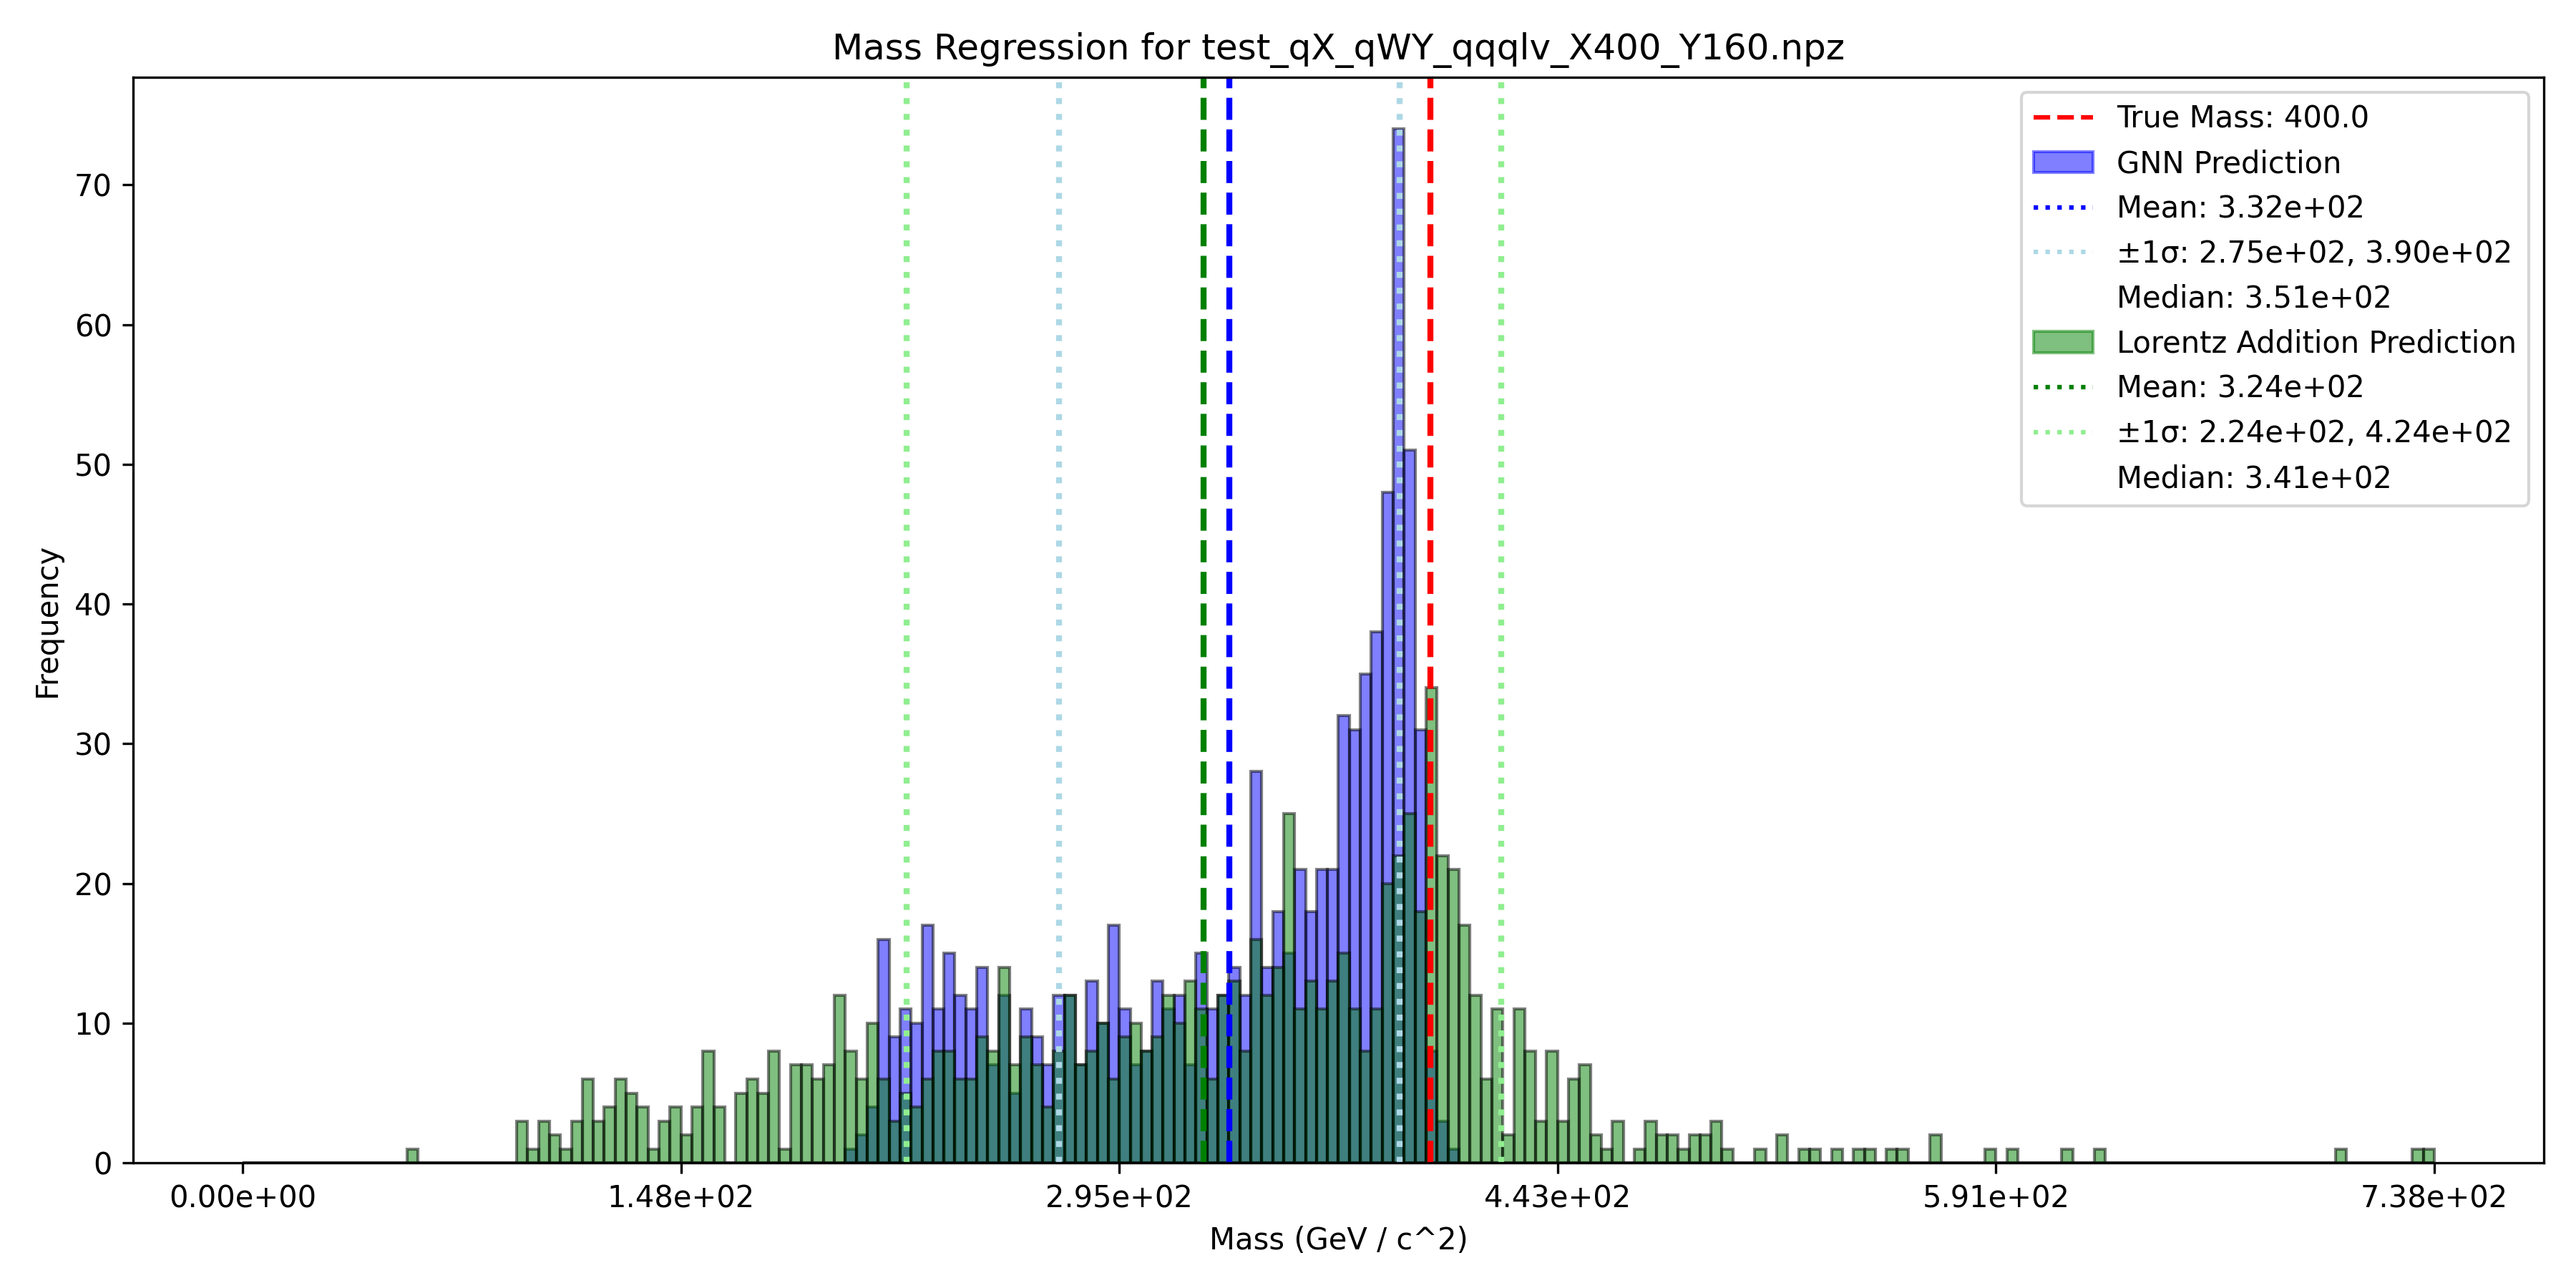 Mass Regression for test_qX_qWY_qqqlv_X400_Y160.npz
True Mass: 400.0
GNN Prediction
Mean: 3.32e+02
±1σ: 2.75e+02, 3.90e+02
Median: 3.51e+02
Lorentz Addition Prediction
Mean: 3.24e+02
±1σ: 2.24e+02, 4.24e+02
Median: 3.41e+02
Frequency
70
60
50
40
30
20
10
0
0.00e+00 1.48e+02 2.95e+02 4.43e+02 5.91e+02 7.38e+02
Mass (GeV / c^2)